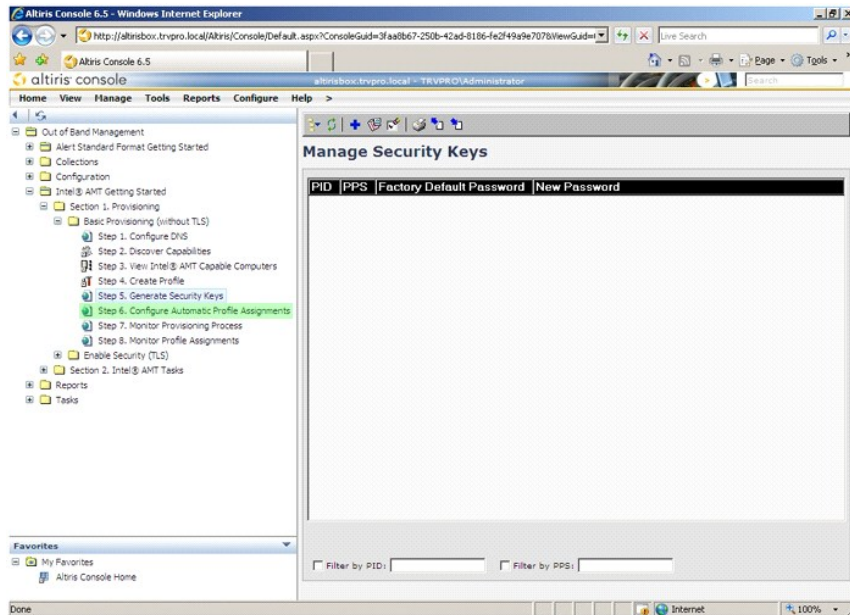 Altiris Console 6.5 - Windows Internet Explorer
http://altirisbox.trvpro.local/Altiris/Console/Default.aspx?ConsoleGuid=3faa8b67-250b-42ad-8186-fe2f49a9e707&ViewGuid=
Live Search
Altiris Console 6.5
Page
Tools
altiris console
altirisbox.trvpro.local - TRVPRO\Administrator
Search
Home View Manage Tools Reports Configure Help >
Out of Band Management
Alert Standard Format Getting Started
Collections
Configuration
Intel® AMT Getting Started
Section 1. Provisioning
Basic Provisioning (without TLS)
Step 1. Configure DNS
Step 2. Discover Capabilities
Step 3. View Intel® AMT Capable Computers
Step 4. Create Profile
Step 5. Generate Security Keys
Step 6. Configure Automatic Profile Assignments
Step 7. Monitor Provisioning Process
Step 8. Monitor Profile Assignments
Enable Security (TLS)
Section 2. Intel® AMT Tasks
Reports
Tasks
Manage Security Keys
PID PPS Factory Default Password New Password
Filter by PID:
Filter by PPS:
Favorites
My Favorites
Altiris Console Home
Done
Internet
100%